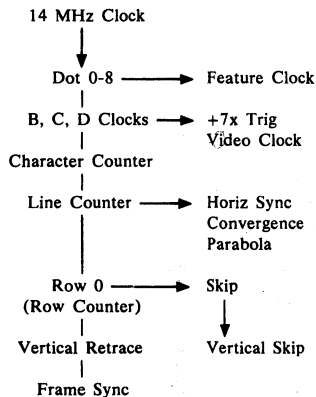 14 MHz Clock
Dot 0-8
Feature Clock
B, C, D Clocks
+7x Trig
Video Clock
Character Counter
Line Counter
Horiz Sync
Convergence
Parabola
Row 0
(Row Counter)
Skip
Vertical Retrace
Vertical Skip
Frame Sync